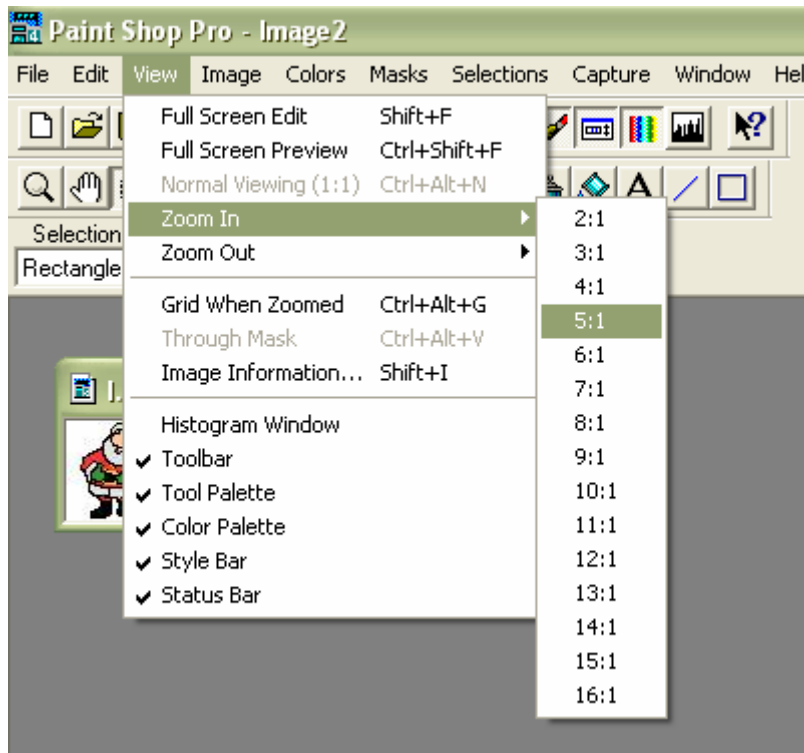 Paint Shop Pro - Image2
File Edit View Image Colors Masks Selections Capture Window Hel
Full Screen Edit Shift+F
Full Screen Preview Ctrl+Shift+F
Normal Viewing (1:1) Ctrl+Alt+N
Zoom In
Zoom Out
Grid When Zoomed Ctrl+Alt+G
Through Mask Ctrl+Alt+V
Image Information... Shift+I
Histogram Window
Toolbar
Tool Palette
Color Palette
Style Bar
Status Bar
2:1
3:1
4:1
5:1
6:1
7:1
8:1
9:1
10:1
11:1
12:1
13:1
14:1
15:1
16:1
A
Selection
Rectangle